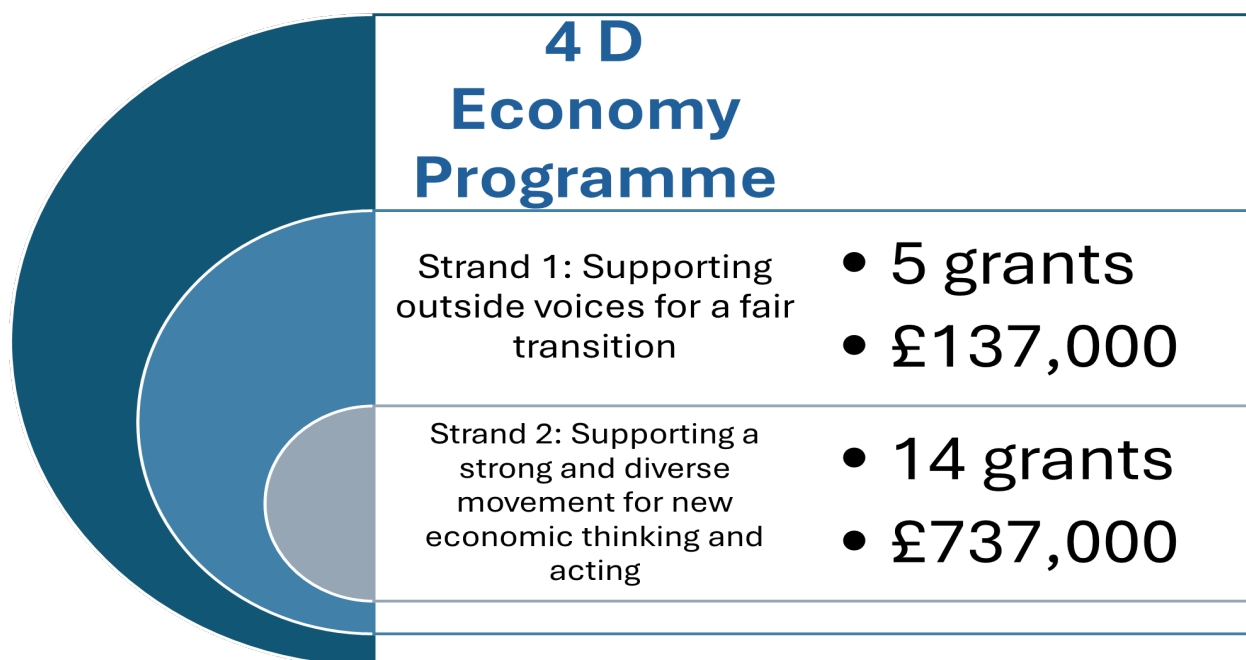 4 D
Economy
Programme
Strand 1: Supporting
outside voices for a fair
transition
• 5 grants
• £137,000
Strand 2: Supporting a
strong and diverse
movement for new
economic thinking and
acting
• 14 grants
• £737,000